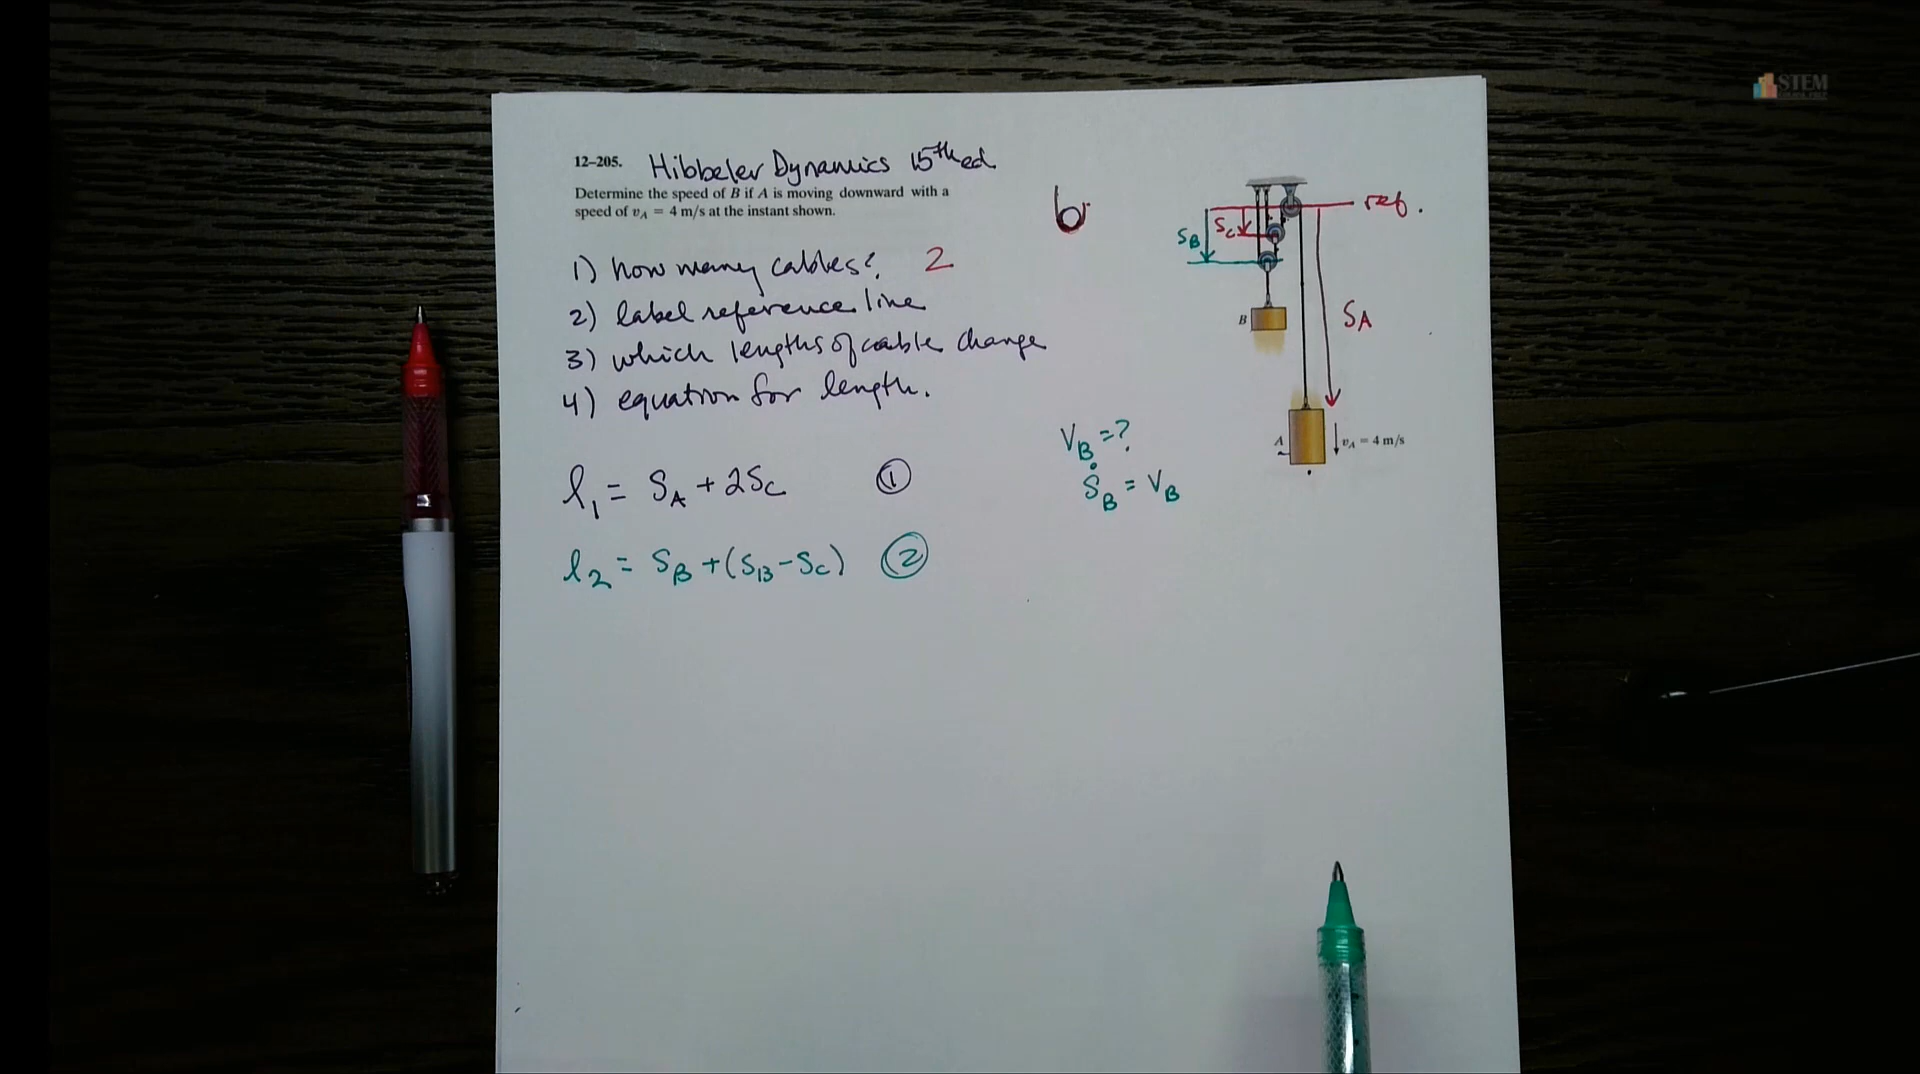 STEM
12–205. Hibbeler Dynamics 15th ed
Determine the speed of B if A is moving downward with a
speed of vA = 4 m/s at the instant shown.
1) how many cables? 2
2) label reference line
3) which lengths of cable change
4) equation for length.
l1 = SA + 2SC ①
l2 = SB + (SB - SC) ②
ref.
SC
SB
SA
B
A
vA = 4 m/s
VB = ?
ṠB = VB